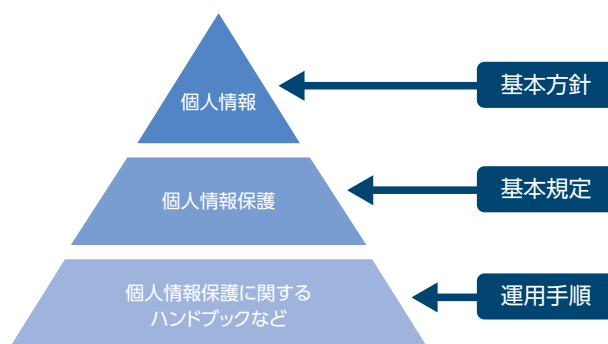 個人情報
基本方針
個人情報保護
基本規定
個人情報保護に関する
ハンドブックなど
運用手順